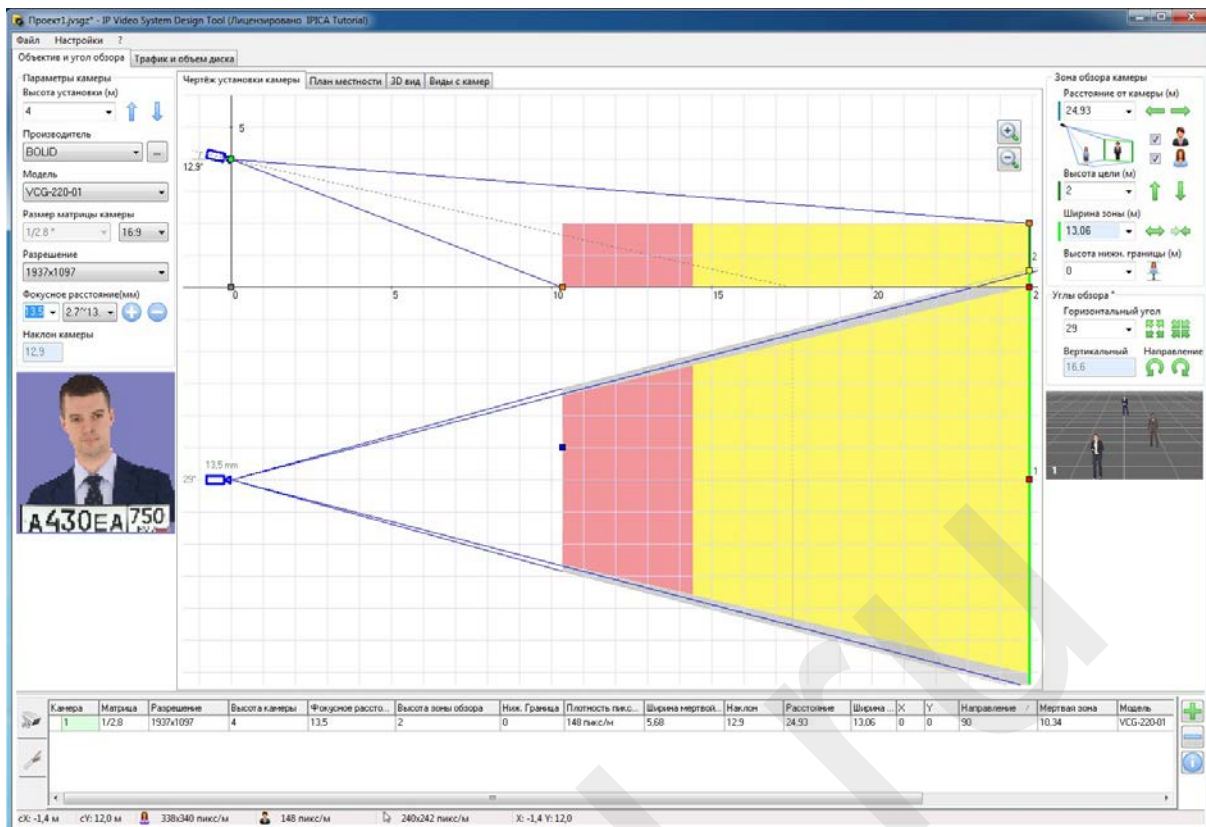 Проект1.jvsgz* - IP Video System Design Tool (Лицензировано IPICA Tutorial)
Файл Настройки ?
Объектив и угол обзора Трафик и объем диска
Параметры камеры
Высота установки (м)
4
Производитель
BOLID ...
Модель
VCG-220-01
Размер матрицы камеры
1/2.8 " 16:9
Разрешение
1937x1097
Фокусное расстояние(мм)
13,5 2.7~13.
Наклон камеры
12.9
А430ЕА 750
Чертёж установки камеры План местности 3D вид Виды с камер
5
12.9°
2
0 5 10 15 20 2
13,5 mm
29°
1
Зона обзора камеры
Расстояние от камеры (м)
24,93
Высота цели (м)
2
Ширина зоны (м)
13,06
Высота нижн. границы (м)
0
Углы обзора °
Горизонтальный угол
29
Вертикальный Направление
16.6
1
Камера Матрица Разрешение Высота камеры Фокусное рассто... Высота зоны обзора Ниж. Граница Плотность пикс... Ширина мертвой... Наклон Расстояние Ширина ... X Y Направление Мертвая зона Модель
1 1/2.8 1937x1097 4 13.5 2 0 148 пикс/м 5,68 12.9 24.93 13,06 0 0 90 10.34 VCG-220-01
cX: -1,4 м cY: 12,0 м 338x340 пикс/м 148 пикс/м 240x242 пикс/м X: -1,4 Y: 12,0
ru